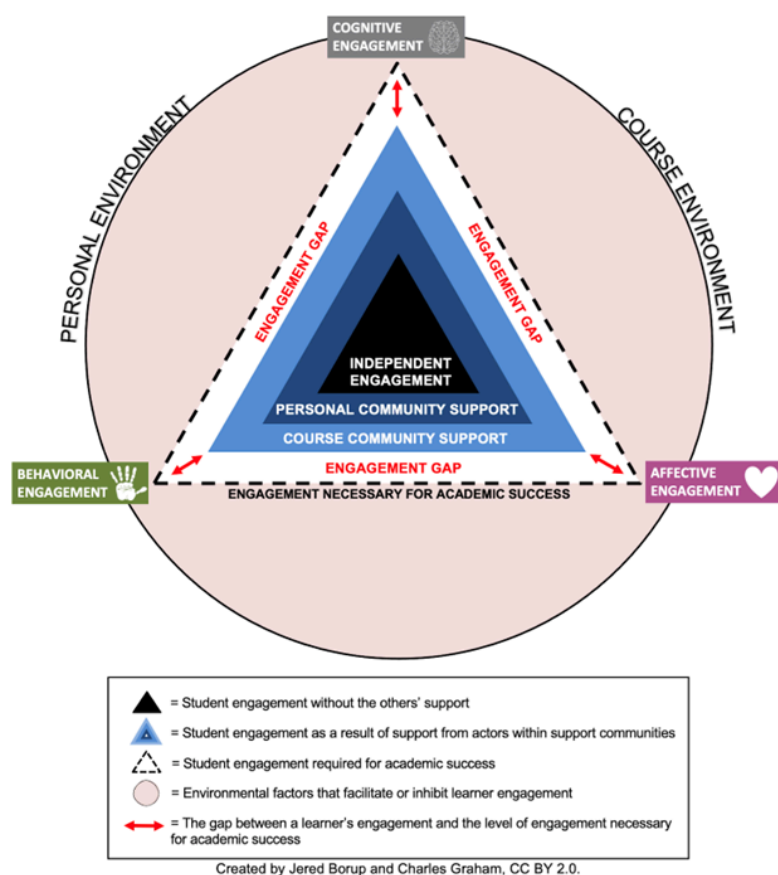 COGNITIVE
ENGAGEMENT
PERSONAL ENVIRONMENT
COURSE ENVIRONMENT
ENGAGEMENT GAP
ENGAGEMENT GAP
INDEPENDENT
ENGAGEMENT
PERSONAL COMMUNITY SUPPORT
COURSE COMMUNITY SUPPORT
ENGAGEMENT GAP
BEHAVIORAL
ENGAGEMENT
AFFECTIVE
ENGAGEMENT
ENGAGEMENT NECESSARY FOR ACADEMIC SUCCESS
= Student engagement without the others' support
= Student engagement as a result of support from actors within support communities
= Student engagement required for academic success
= Environmental factors that facilitate or inhibit learner engagement
= The gap between a learner's engagement and the level of engagement necessary
for academic success
Created by Jered Borup and Charles Graham, CC BY 2.0.